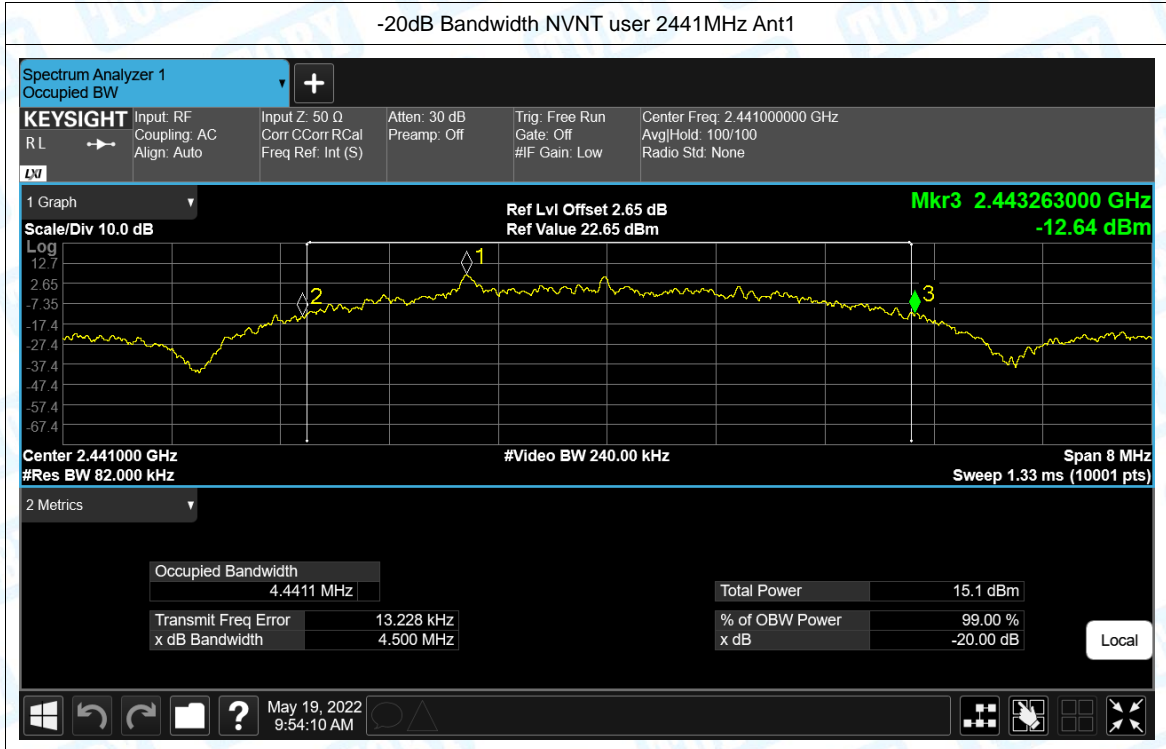 -20dB Bandwidth NVNT user 2441MHz Ant1
Spectrum Analyzer 1
Occupied BW
+
KEYSIGHT
R L
LXI
Input: RF
Coupling: AC
Align: Auto
Input Z: 50 Ω
Corr CCorr RCal
Freq Ref: Int (S)
Atten: 30 dB
Preamp: Off
Trig: Free Run
Gate: Off
#IF Gain: Low
Center Freq: 2.441000000 GHz
Avg|Hold: 100/100
Radio Std: None
1 Graph
Scale/Div 10.0 dB
Log
Ref Lvl Offset 2.65 dB
Ref Value 22.65 dBm
Mkr3 2.443263000 GHz
-12.64 dBm
12.7
2.65
-7.35
-17.4
-27.4
-37.4
-47.4
-57.4
-67.4
1
2
3
Center 2.441000 GHz
#Res BW 82.000 kHz
#Video BW 240.00 kHz
Span 8 MHz
Sweep 1.33 ms (10001 pts)
2 Metrics
Occupied Bandwidth
4.4411 MHz
Transmit Freq Error 13.228 kHz
x dB Bandwidth 4.500 MHz
Total Power 15.1 dBm
% of OBW Power 99.00 %
x dB -20.00 dB
Local
?
May 19, 2022
9:54:10 AM
TOBY